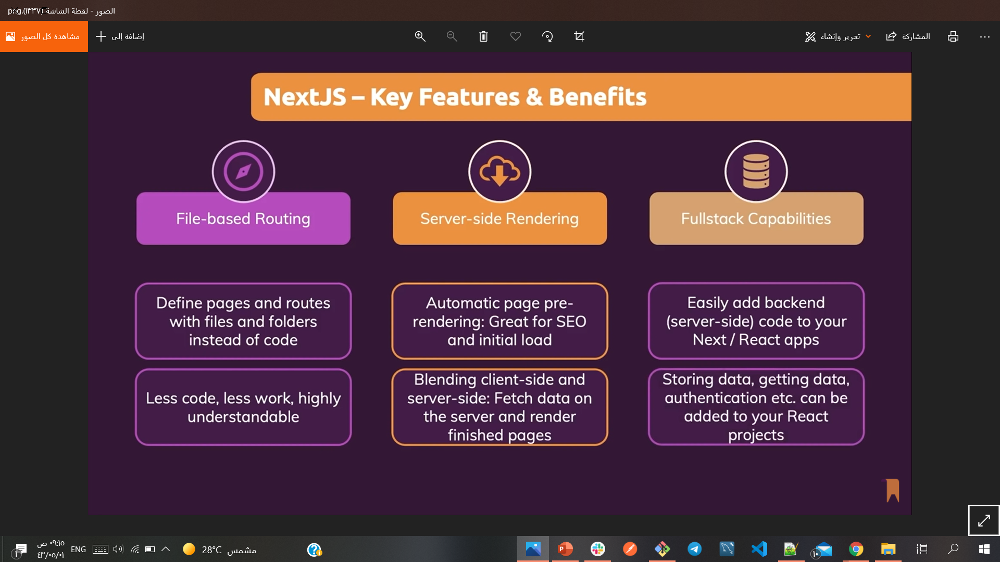 الصور - لقطة الشاشة (١٣٣٧).png
مشاهدة كل الصور
إضافة إلى
تحرير وإنشاء
المشاركة
NextJS – Key Features & Benefits
File-based Routing
Define pages and routes
with files and folders
instead of code
Less code, less work, highly
understandable
Server-side Rendering
Automatic page pre-
rendering: Great for SEO
and initial load
Blending client-side and
server-side: Fetch data on
the server and render
finished pages
Fullstack Capabilities
Easily add backend
(server-side) code to your
Next / React apps
Storing data, getting data,
authentication etc. can be
added to your React
projects
١
٠٩:١٥ ص
٤٣/٠٥/٠١
ENG
28°C مشمس
١٠